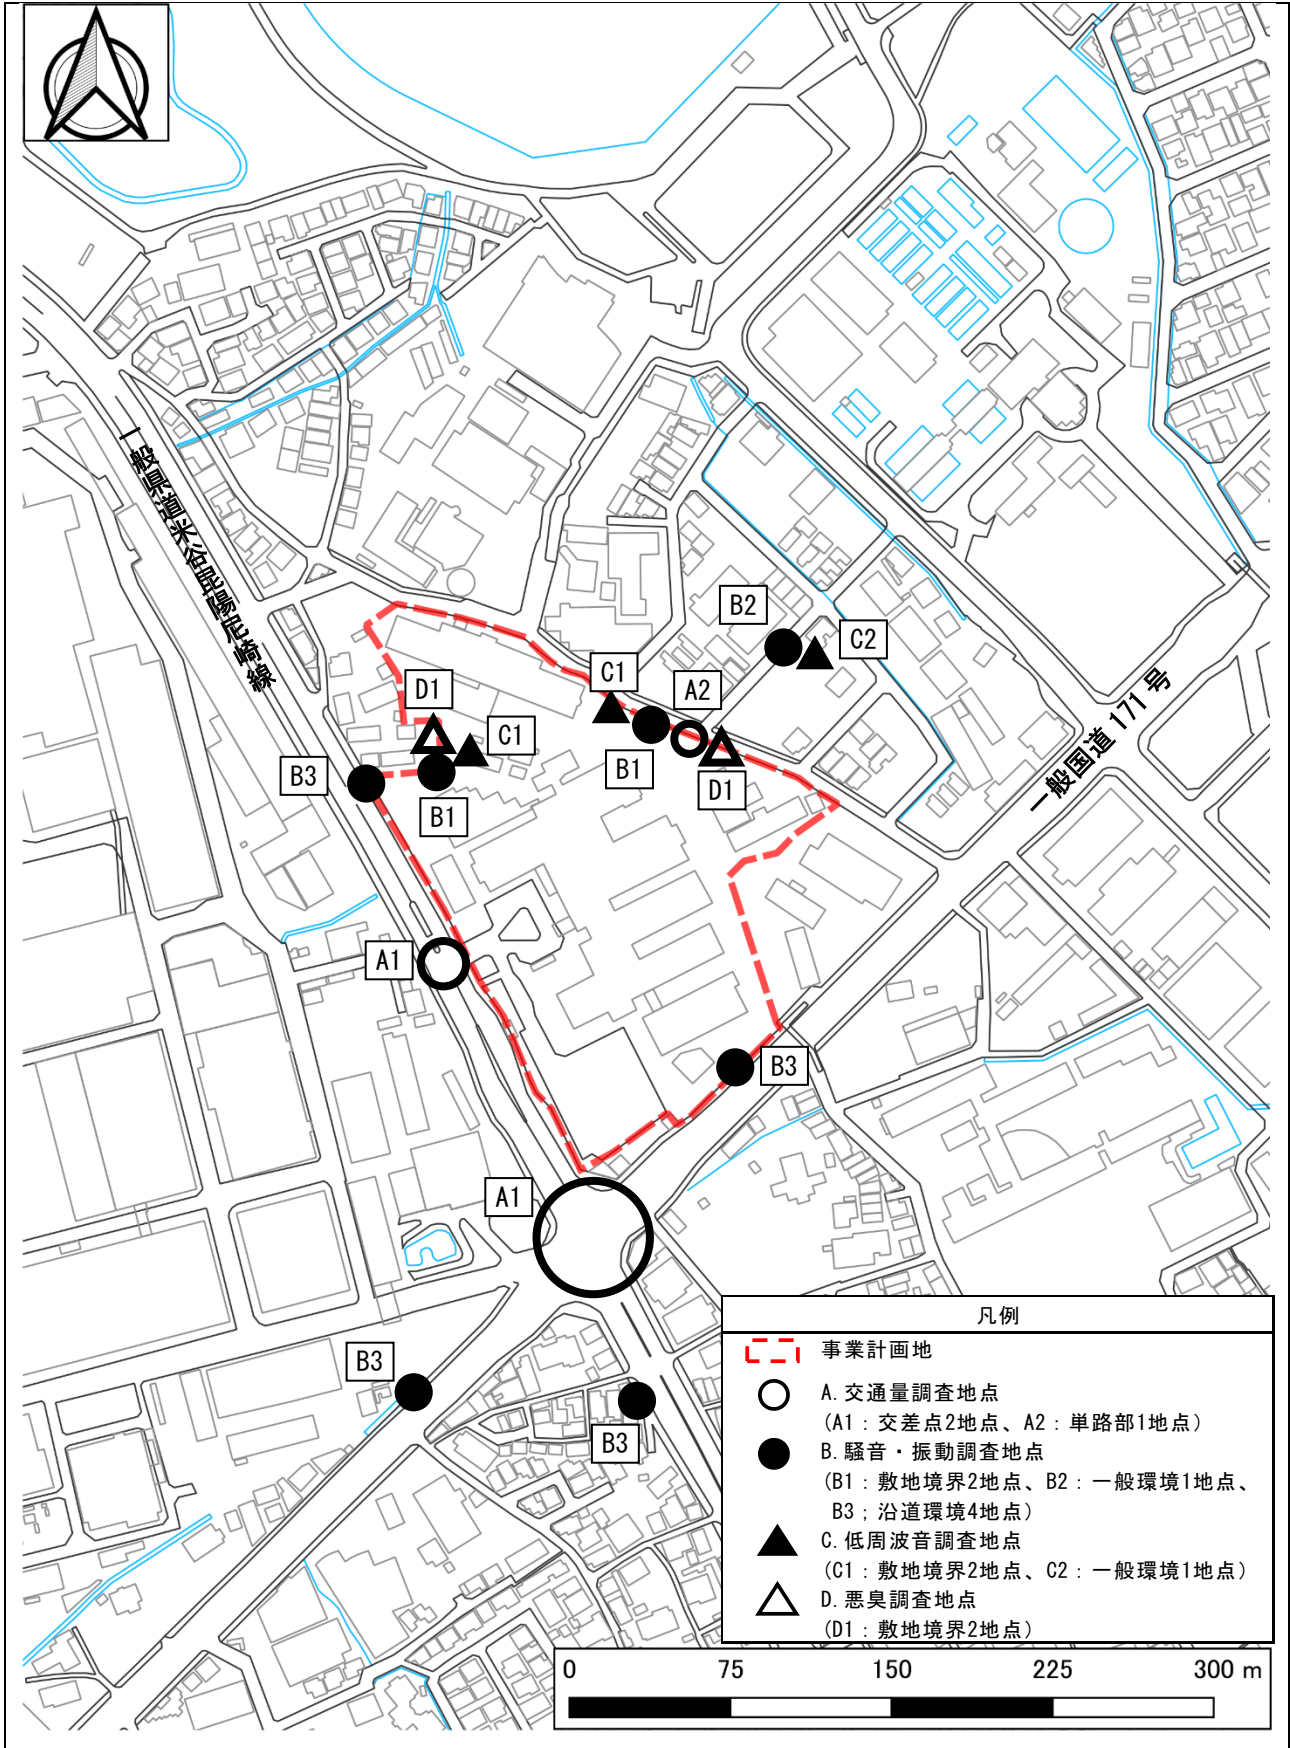 一般県道米谷昆陽尼崎線
B2
C2
C1
A2
D1
C1
B3
B1
B1
D1
一般国道 171 号
A1
B3
A1
B3
B3
凡例
事業計画地
A.交通量調査地点
(A1：交差点2地点、A2：単路部1地点)
B.騒音・振動調査地点
(B1：敷地境界2地点、B2：一般環境1地点、
B3；沿道環境4地点)
C.低周波音調査地点
(C1：敷地境界2地点、C2：一般環境1地点)
D.悪臭調査地点
(D1：敷地境界2地点)
0 75 150 225 300 m